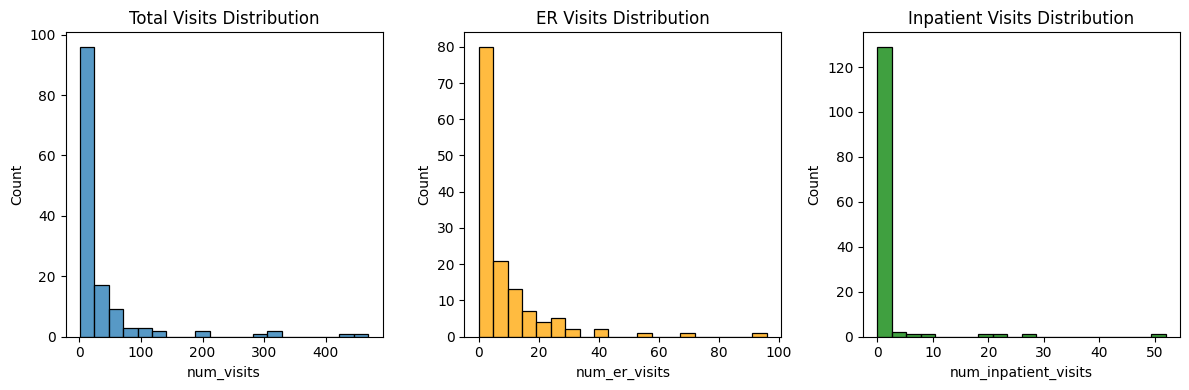 Total Visits Distribution
Count
100
80
60
40
20
0
0 100 200 300 400
num_visits
ER Visits Distribution
Count
80
70
60
50
40
30
20
10
0
0 20 40 60 80 100
num_er_visits
Inpatient Visits Distribution
Count
120
100
80
60
40
20
0
0 10 20 30 40 50
num_inpatient_visits